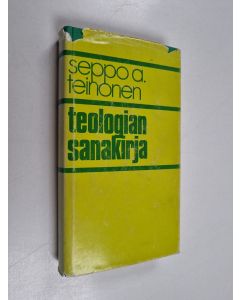 seppo a.
teinonen
teologian
sanakirja